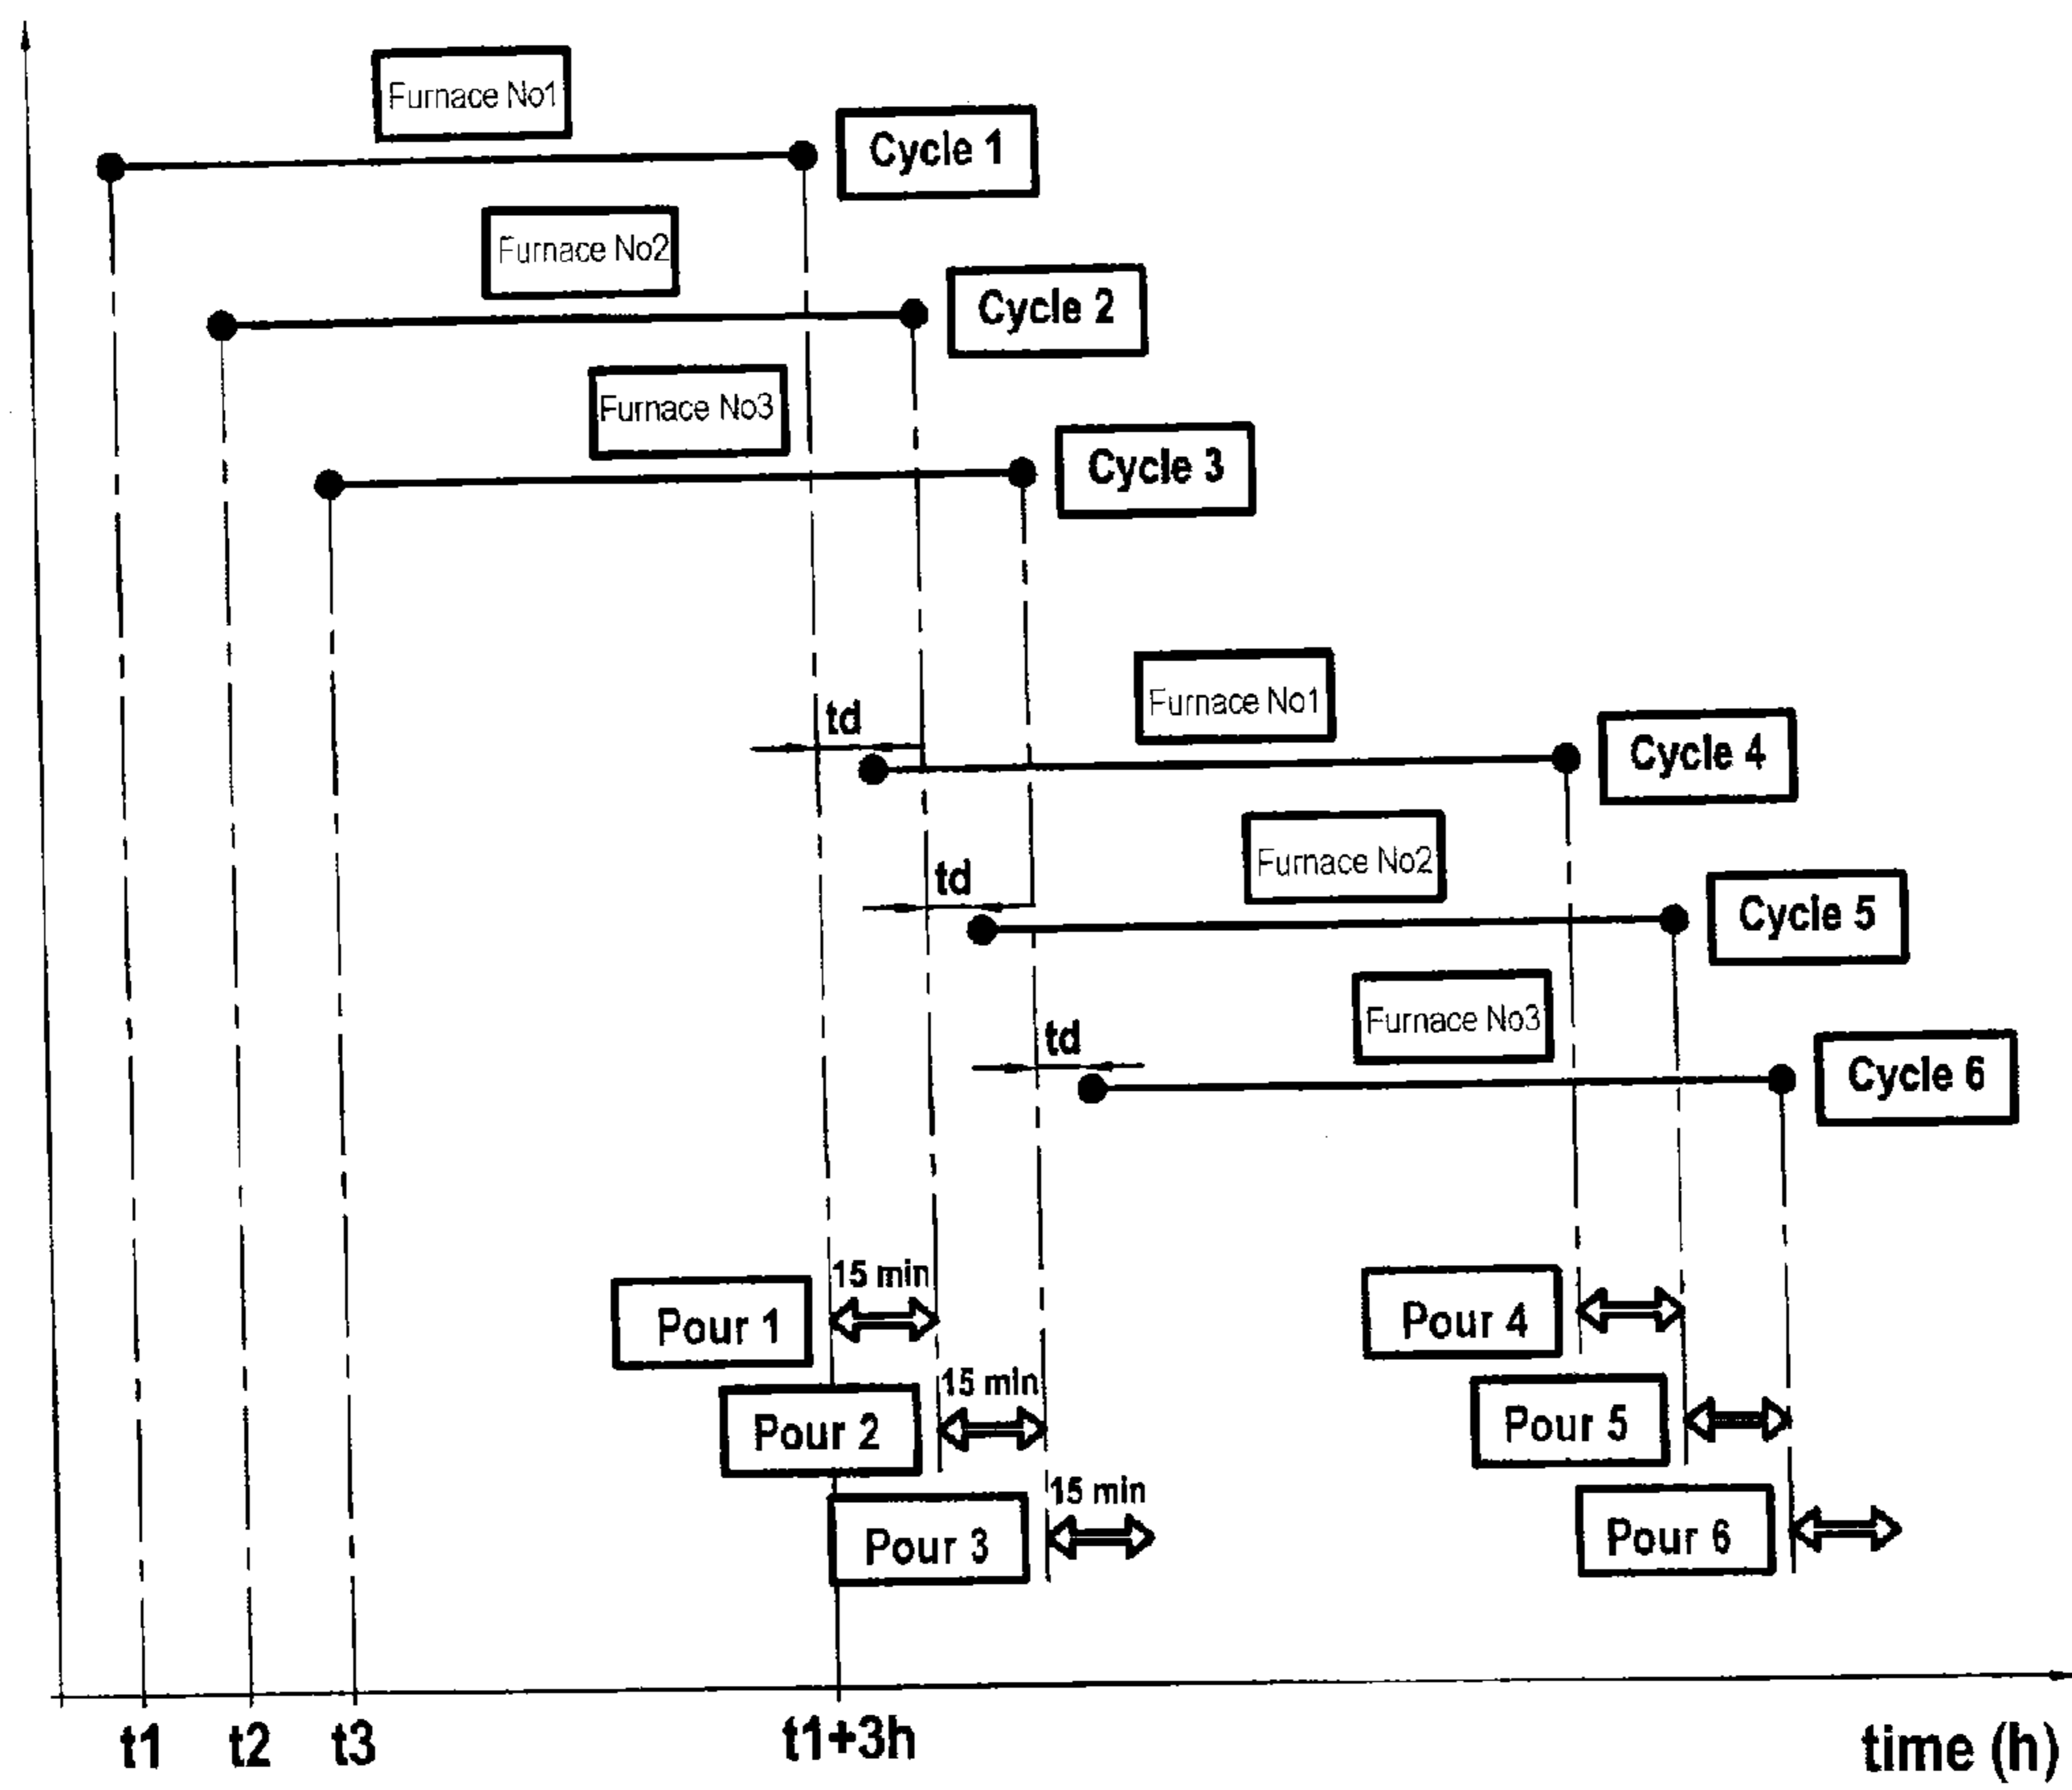 Furnace No1
Cycle 1
Furnace No2
Cycle 2
Furnace No3
Cycle 3
Furnace No1
td
Cycle 4
Furnace No2
td
Cycle 5
Furnace No3
td
Cycle 6
15 min
Pour 1
Pour 4
15 min
Pour 2
Pour 5
15 min
Pour 3
Pour 6
t1 t2 t3 t1+3h time (h)